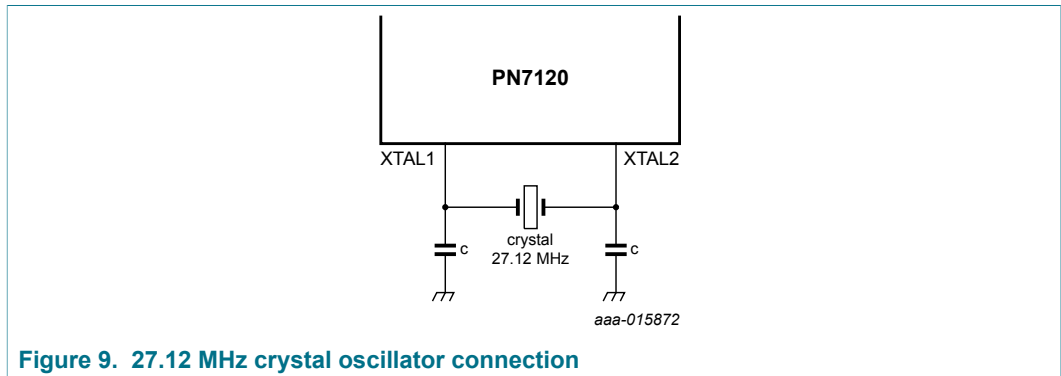 PN7120
XTAL1
XTAL2
c
crystal
27.12 MHz
c
aaa-015872
Figure 9. 27.12 MHz crystal oscillator connection